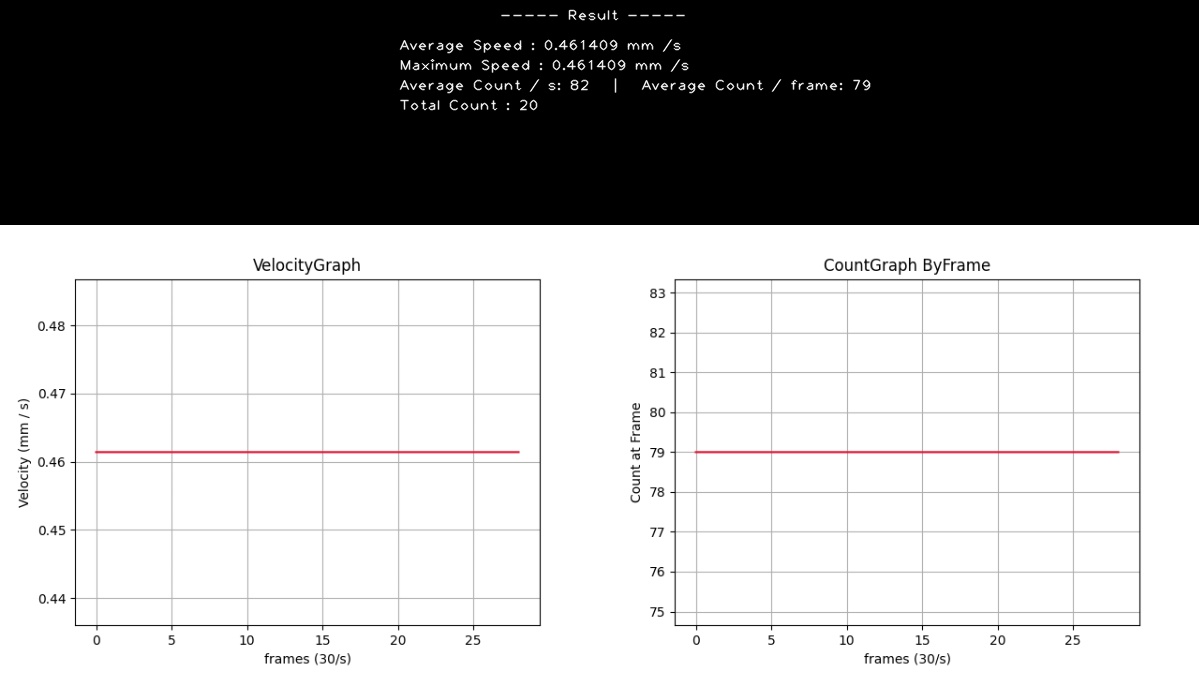 ----- Result -----
Average Speed : 0.461409 mm /s
Maximum Speed : 0.461409 mm /s
Average Count / s: 82 | Average Count / frame: 79
Total Count : 20
VelocityGraph
0.48
0.47
0.46
0.45
0.44
Velocity (mm / s)
0 5 10 15 20 25
frames (30/s)
CountGraph ByFrame
83
82
81
80
79
78
77
76
75
Count at Frame
0 5 10 15 20 25
frames (30/s)